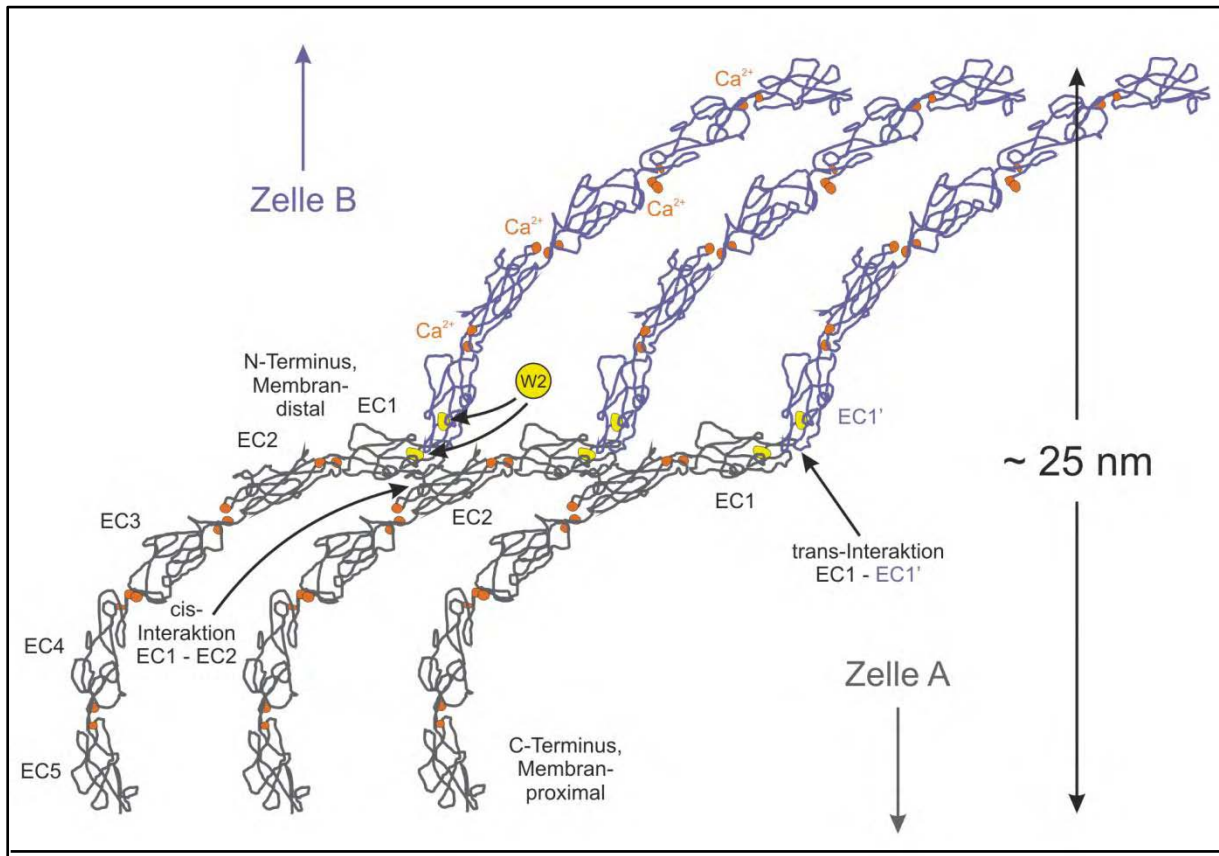 Ca²⁺
Zelle B
Ca²⁺
Ca²⁺
Ca²⁺
N-Terminus,
Membran-
distal
EC1
W2
EC1'
EC2
~ 25 nm
EC3
EC2
EC1
trans-Interaktion
EC1 - EC1'
cis-
Interaktion
EC1 - EC2
EC4
Zelle A
C-Terminus,
Membran-
proximal
EC5